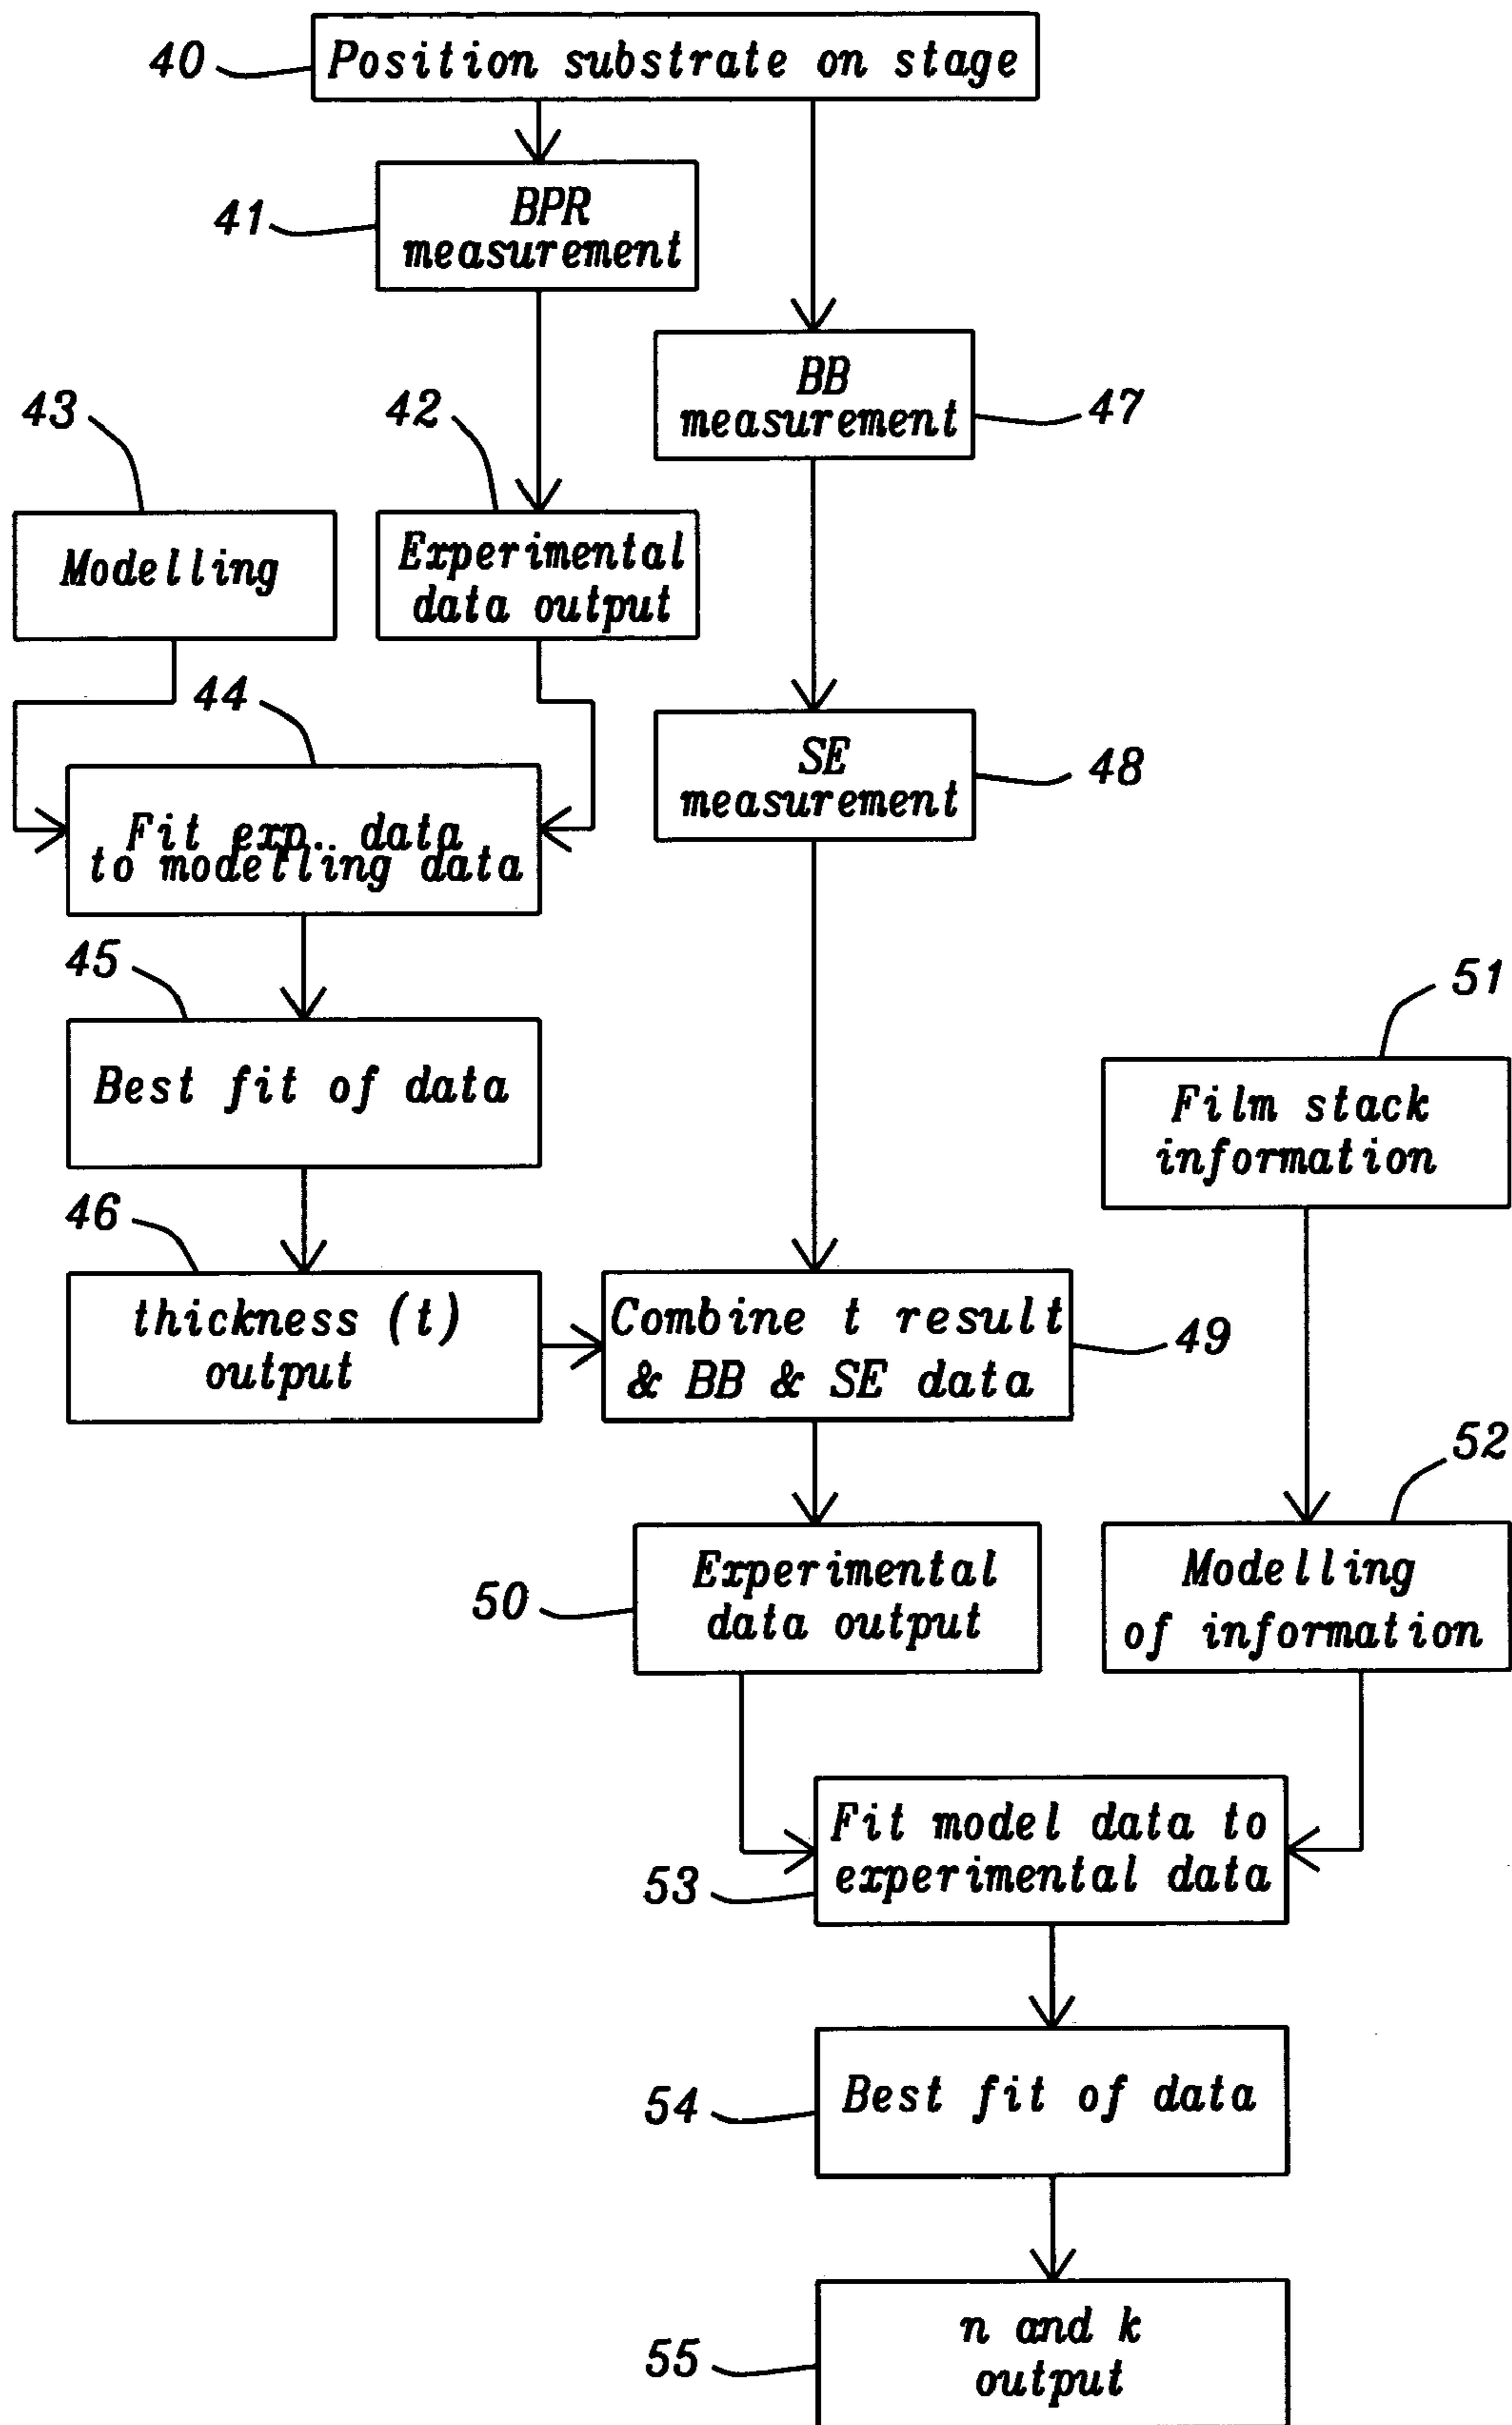 40
Position substrate on stage
41
BPR
measurement
BB
measurement
47
43
42
Modelling
Experimental
data output
44
SE
measurement
48
Fit exp.. data
to modelling data
45
Best fit of data
51
Film stack
information
46
thickness (t)
output
Combine t result
& BB & SE data
49
52
50
Experimental
data output
Modelling
of information
53
Fit model data to
experimental data
54
Best fit of data
55
n and k
output